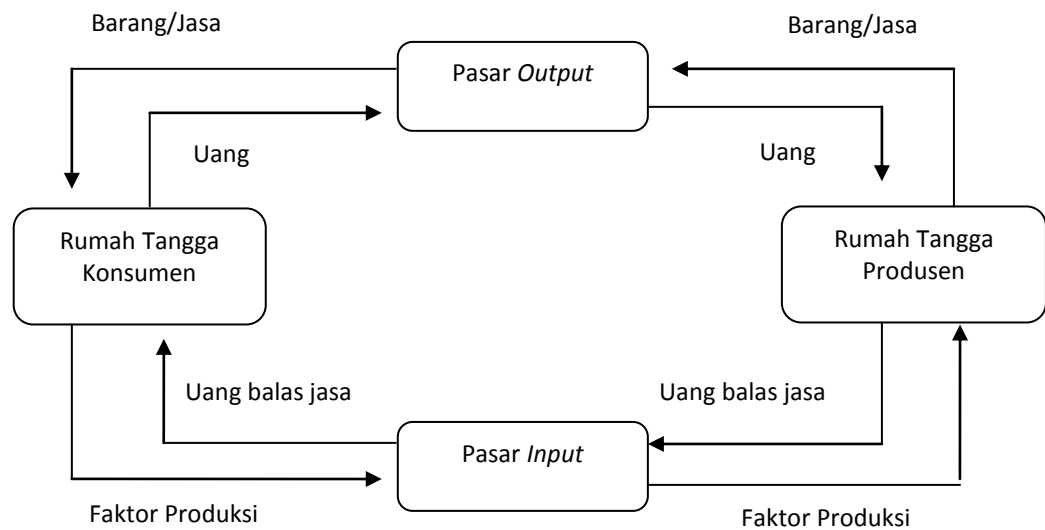 Barang/Jasa
Barang/Jasa
Pasar Output
Uang
Uang
Rumah Tangga
Konsumen
Rumah Tangga
Produsen
Uang balas jasa
Uang balas jasa
Pasar Input
Faktor Produksi
Faktor Produksi